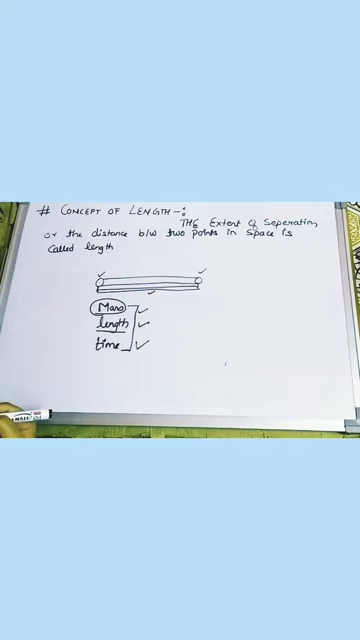 # CONCEPT OF LENGTH -:
THE Extent of Seperation
or the distance b/w two points in space is
called length
Mass
length
time